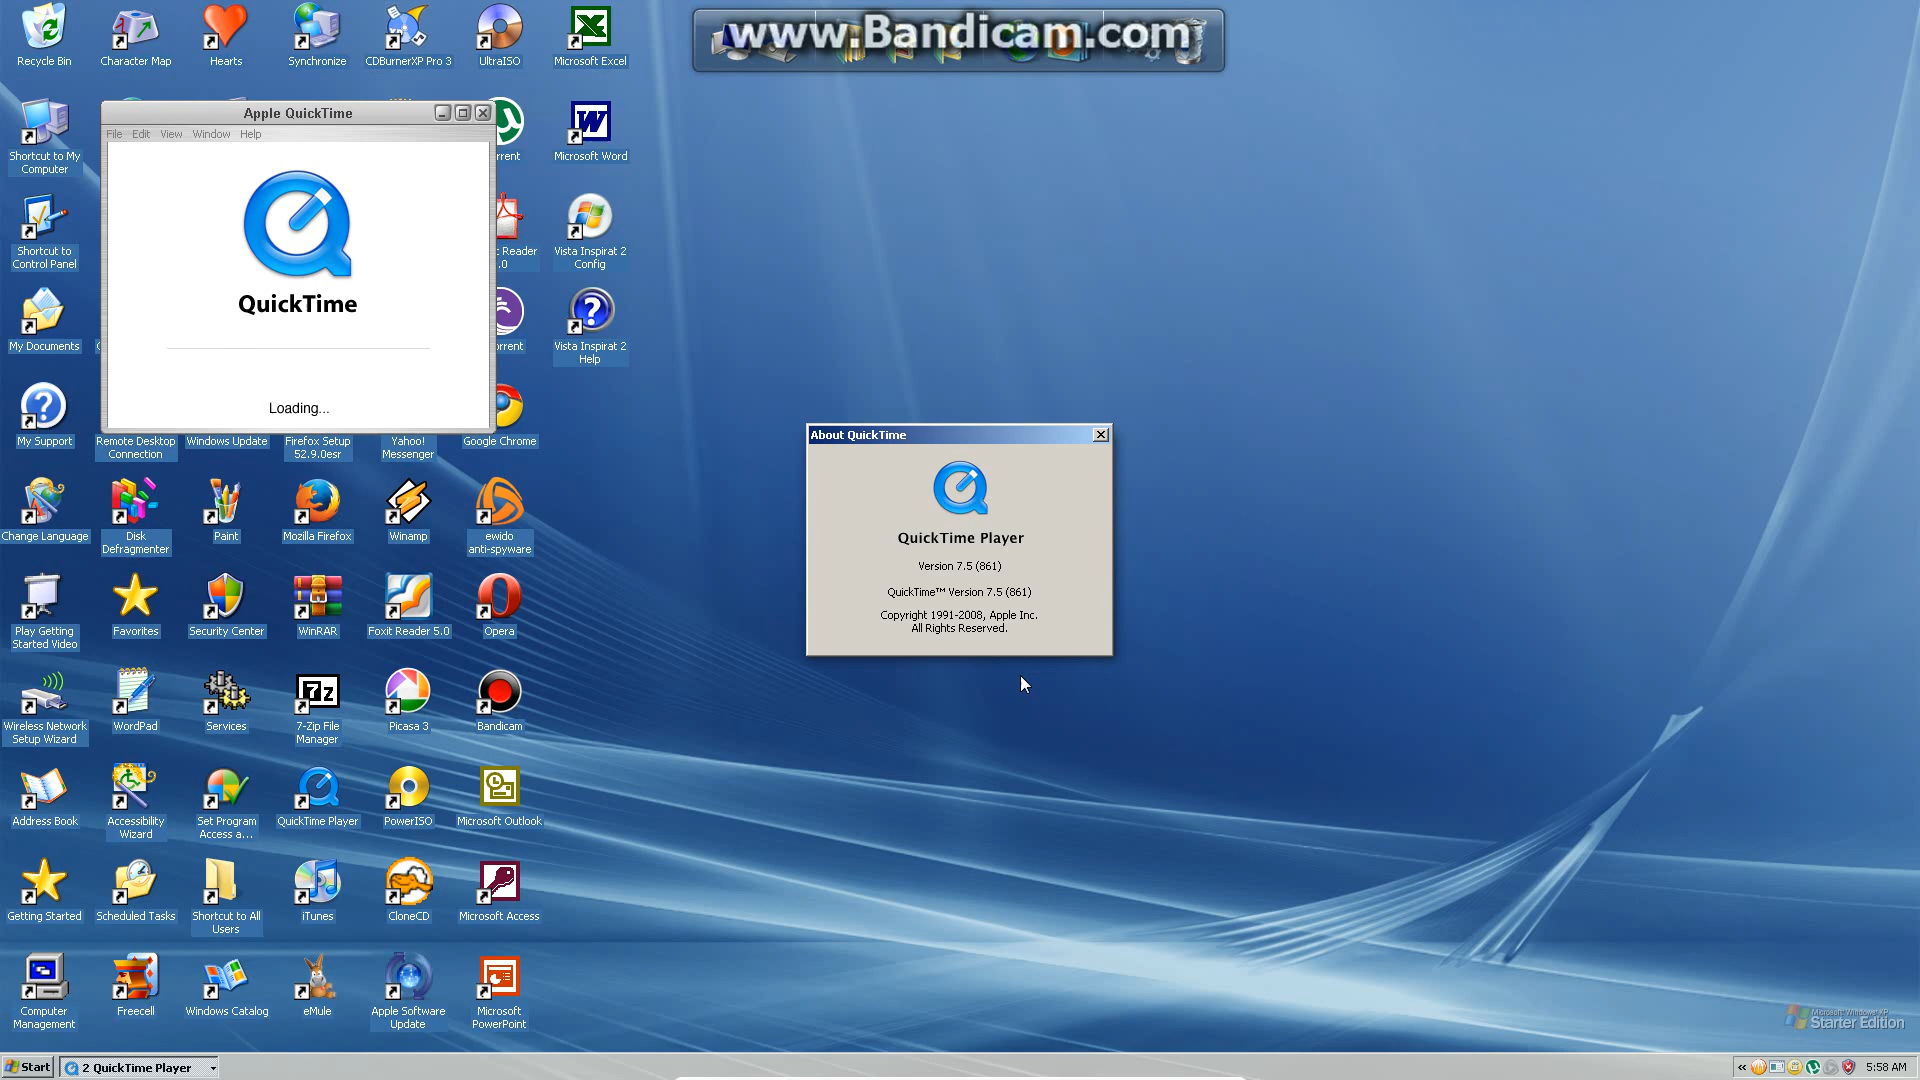 www.Bandicam.com
Recycle Bin
Character Map
Hearts
Synchronize
CDBurnerXP Pro 3
UltraISO
Microsoft Excel
Apple QuickTime
File Edit View Window Help
QuickTime
Loading...
Shortcut to My
Computer
rrent
Microsoft Word
Shortcut to
Control Panel
t Reader
.0
Vista Inspirat 2
Config
My Documents
orrent
Vista Inspirat 2
Help
My Support
Remote Desktop
Connection
Windows Update
Firefox Setup
52.9.0esr
Yahoo!
Messenger
Google Chrome
About QuickTime
QuickTime Player
Version 7.5 (861)
QuickTime™ Version 7.5 (861)
Copyright 1991-2008, Apple Inc.
All Rights Reserved.
Change Language
Disk
Defragmenter
Paint
Mozilla Firefox
Winamp
ewido
anti-spyware
Play Getting
Started Video
Favorites
Security Center
WinRAR
Foxit Reader 5.0
Opera
Wireless Network
Setup Wizard
WordPad
Services
7-Zip File
Manager
Picasa 3
Bandicam
Address Book
Accessibility
Wizard
Set Program
Access a...
QuickTime Player
PowerISO
Microsoft Outlook
Getting Started
Scheduled Tasks
Shortcut to All
Users
iTunes
CloneCD
Microsoft Access
Computer
Management
Freecell
Windows Catalog
eMule
Apple Software
Update
Microsoft
PowerPoint
Microsoft Windows XP
Starter Edition
Start
2 QuickTime Player
5:58 AM